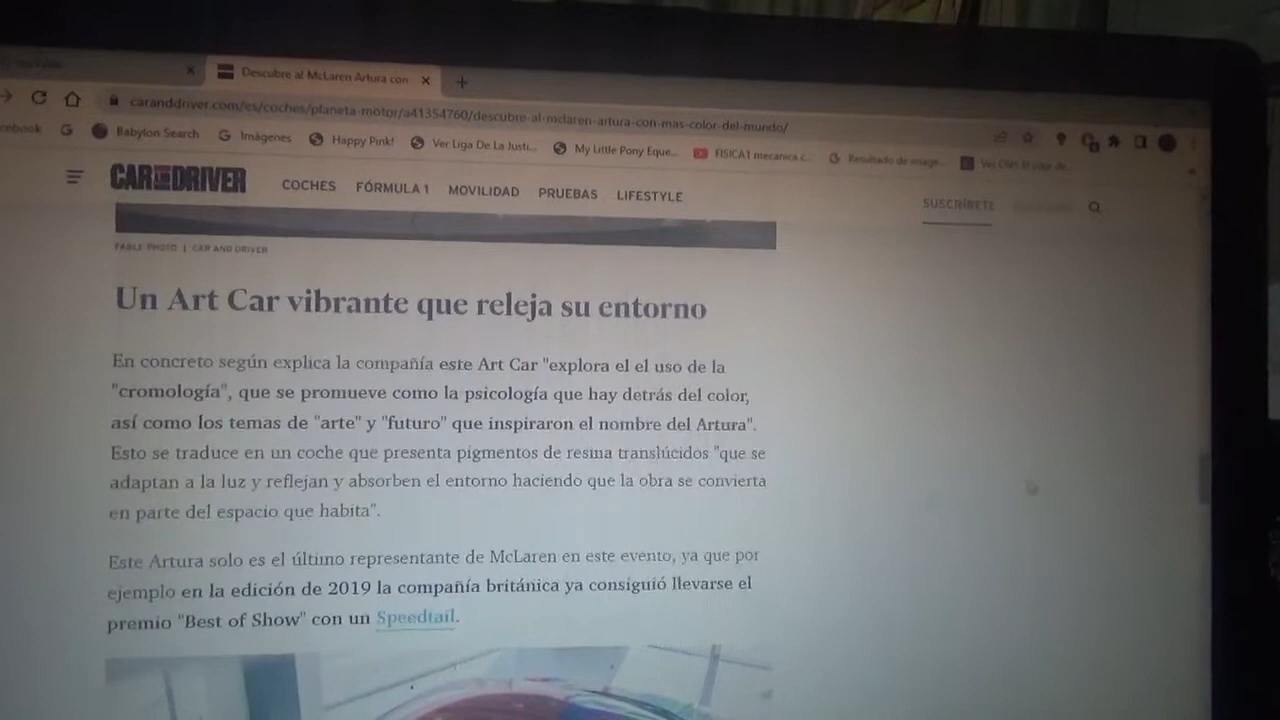 Descubre al McLaren Artura con
caranddriver.com/es/coches/planeta-motor/a41354760/descubre-al-mclaren-artura-con-mas-color-del-mundo/
cebook Babylon Search Imágenes Happy Pink! Ver Liga De La Justi... My Little Pony Eque... FISICA1 mecanica c... Resultado de image...
CAR AND DRIVER COCHES FÓRMULA 1 MOVILIDAD PRUEBAS LIFESTYLE SUSCRÍBETE
PHOTO | CAR AND DRIVER
Un Art Car vibrante que releja su entorno
En concreto según explica la compañía este Art Car "explora el el uso de la
"cromología", que se promueve como la psicología que hay detrás del color,
así como los temas de "arte" y "futuro" que inspiraron el nombre del Artura".
Esto se traduce en un coche que presenta pigmentos de resina translúcidos "que se
adaptan a la luz y reflejan y absorben el entorno haciendo que la obra se convierta
en parte del espacio que habita".
Este Artura solo es el último representante de McLaren en este evento, ya que por
ejemplo en la edición de 2019 la compañía británica ya consiguió llevarse el
premio "Best of Show" con un Speedtail.